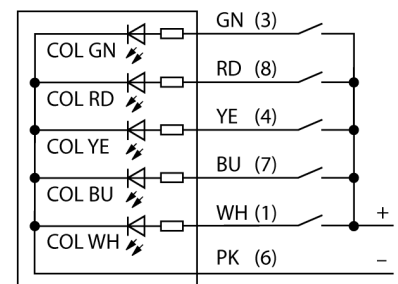 GN (3)
COL GN
RD (8)
COL RD
YE (4)
COL YE
BU (7)
COL BU
WH (1)
+
COL WH
PK (6)
–